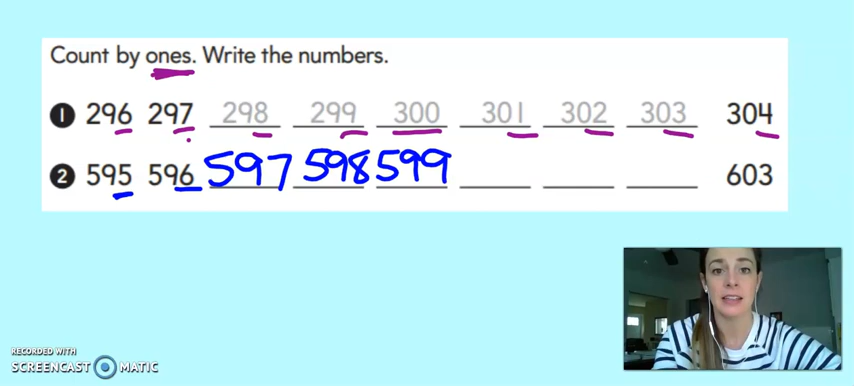 Count by ones. Write the numbers.
1 296 297 298 299 300 301 302 303 304
2 595 596 597 598 599 603
RECORDED WITH
SCREENCAST MATIC